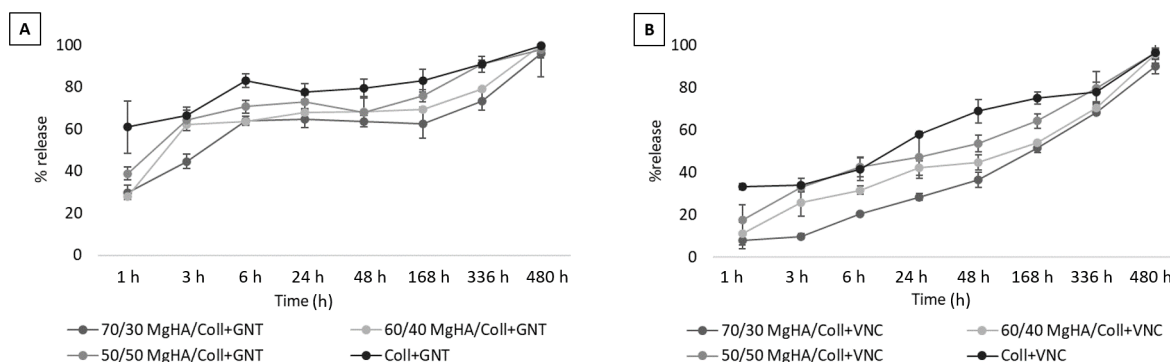 A
100
80
60
40
20
0
% release
1 h 3 h 6 h 24 h 48 h 168 h 336 h 480 h
Time (h)
70/30 MgHA/Coll+GNT 60/40 MgHA/Coll+GNT
50/50 MgHA/Coll+GNT Coll+GNT
B
100
80
60
40
20
0
%release
1 h 3 h 6 h 24 h 48 h 168 h 336 h 480 h
Time (h)
70/30 MgHA/Coll+VNC 60/40 MgHA/Coll+VNC
50/50 MgHA/Coll+VNC Coll+VNC